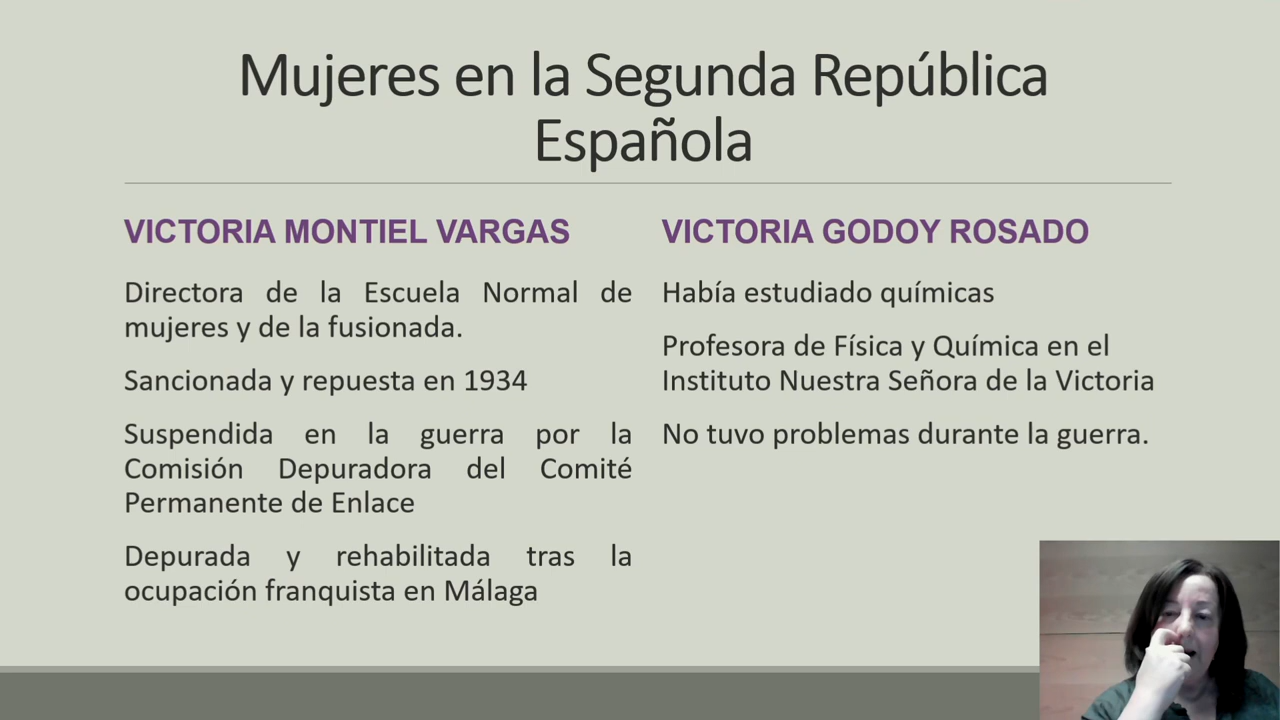 Mujeres en la Segunda República
Española
VICTORIA MONTIEL VARGAS
Directora de la Escuela Normal de
mujeres y de la fusionada.
Sancionada y repuesta en 1934
Suspendida en la guerra por la
Comisión Depuradora del Comité
Permanente de Enlace
Depurada y rehabilitada tras la
ocupación franquista en Málaga
VICTORIA GODOY ROSADO
Había estudiado químicas
Profesora de Física y Química en el
Instituto Nuestra Señora de la Victoria
No tuvo problemas durante la guerra.